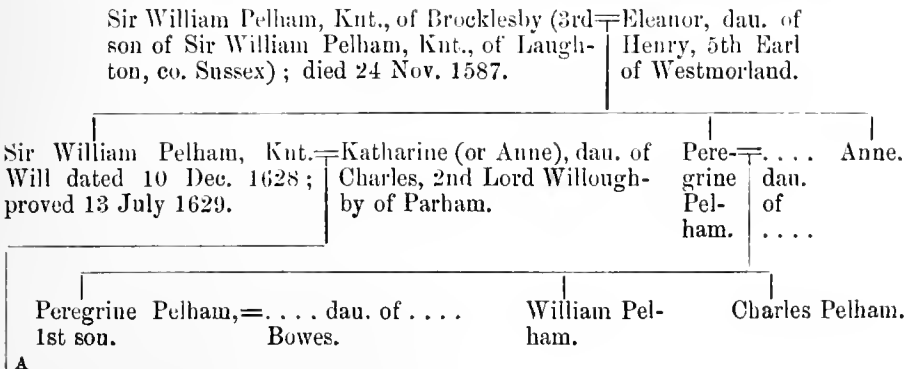 Sir William Pelham, Knt., of Brocklesby (3rd=Eleanor, dau. of
son of Sir William Pelham, Knt., of Laugh- Henry, 5th Earl
ton, co. Sussex) ; died 24 Nov. 1587. of Westmorland.
Sir William Pelham, Knt.=Katharine (or Anne), dau. of Pere-=. . . . Anne.
Will dated 10 Dec. 1628 ; Charles, 2nd Lord Willough- grine dau.
proved 13 July 1629. by of Parham. Pel- of
ham. . . . .
Peregrine Pelham,=. . . . dau. of . . . . William Pel- Charles Pelham.
1st son. Bowes. ham.
A